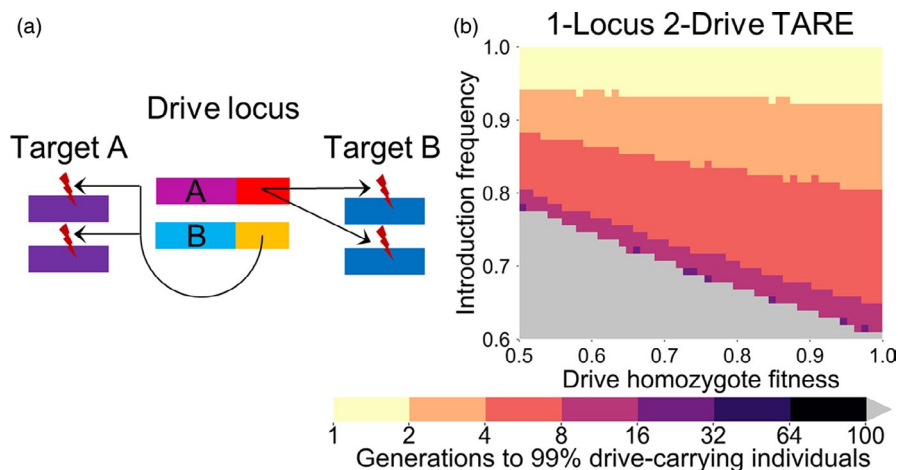 (a)
Drive locus
Target A
Target B
A
B
(b)
1-Locus 2-Drive TARE
Introduction frequency
1.0
0.9
0.8
0.7
0.6
0.5 0.6 0.7 0.8 0.9 1.0
Drive homozygote fitness
1 2 4 8 16 32 64 100
Generations to 99% drive-carrying individuals